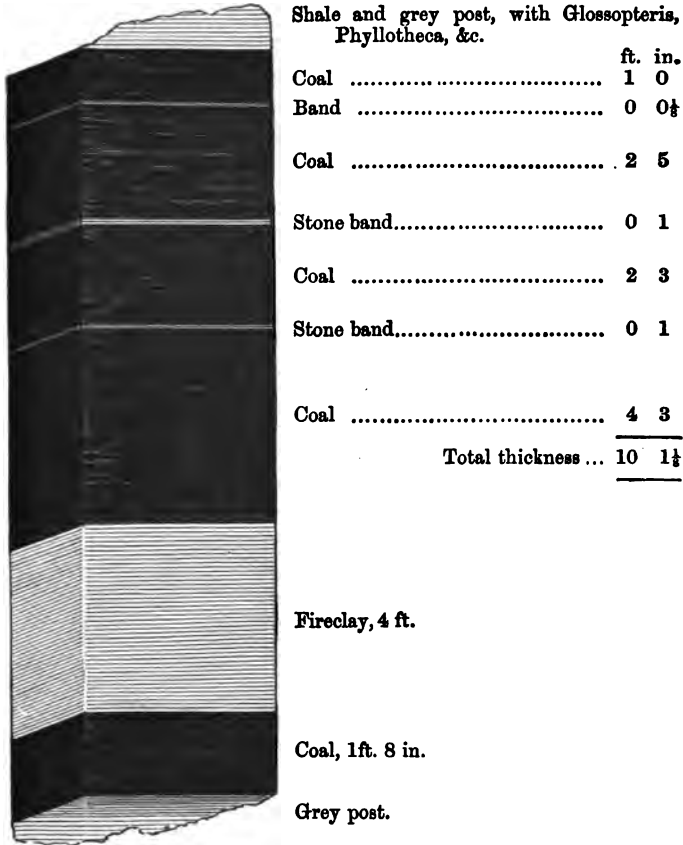 Shale and grey post, with Glossopteris,
Phyllotheca, &c.
ft. in.
Coal .................................... 1 0
Band .................................... 0 0⅛
Coal .................................... 2 5
Stone band.............................. 0 1
Coal .................................... 2 3
Stone band.............................. 0 1
Coal .................................... 4 3
Total thickness ... 10 1⅛
Fireclay, 4 ft.
Coal, 1ft. 8 in.
Grey post.